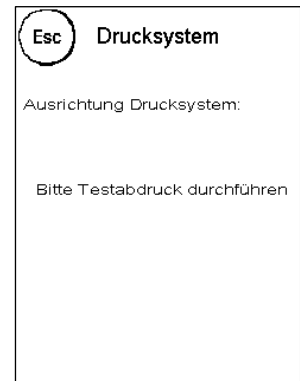 Esc Drucksystem
Ausrichtung Drucksystem:
Bitte Testabdruck durchführen